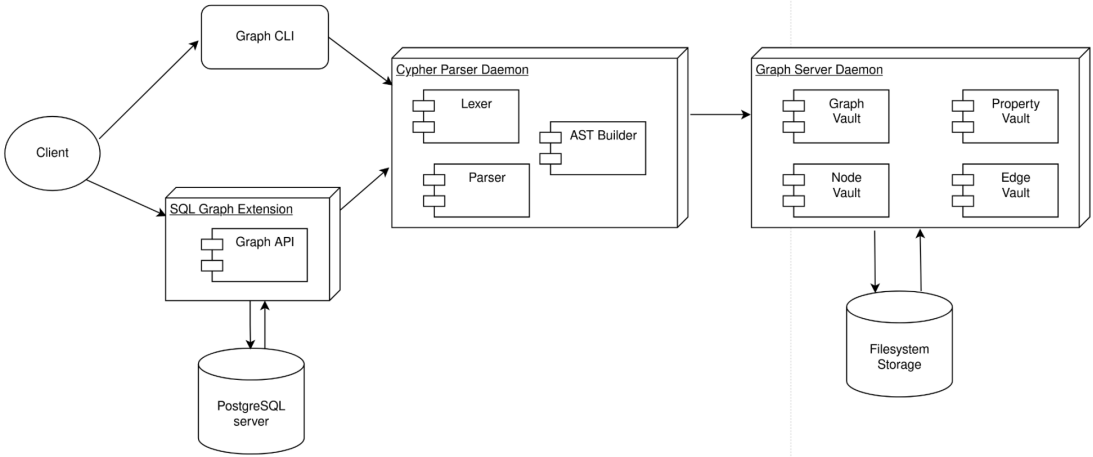 Graph CLI
Client
SQL Graph Extension
Graph API
PostgreSQL
server
Cypher Parser Daemon
Lexer
AST Builder
Parser
Graph Server Daemon
Graph
Vault
Property
Vault
Node
Vault
Edge
Vault
Filesystem
Storage